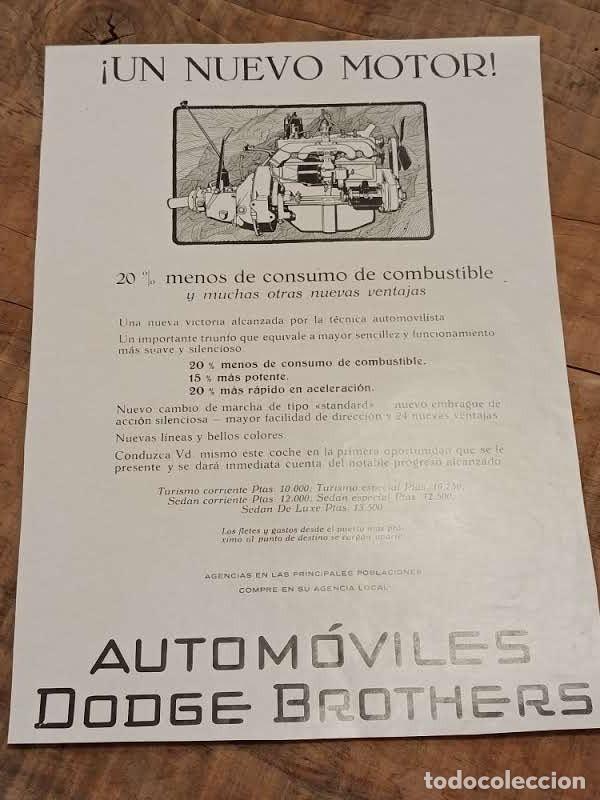 ¡UN NUEVO MOTOR!
20 % menos de consumo de combustible
y muchas otras nuevas ventajas
Una nueva victoria alcanzada por la técnica automovilista
Un importante triunfo que equivale a mayor sencillez y funcionamiento
más suave y silencioso
20 % menos de consumo de combustible.
15 % más potente.
20 % más rápido en aceleración.
Nuevo cambio de marcha de tipo «standard» nuevo embrague de
acción silenciosa — mayor facilidad de dirección y 24 nuevas ventajas
Nuevas líneas y bellos colores
Conduzca Vd. mismo este coche en la primera oportunidad que se le
presente y se dará inmediata cuenta del notable progreso alcanzado
Turismo corriente Ptas. 10.000; Turismo especial Ptas. 10.250;
Sedan corriente Ptas. 12.000; Sedan especial Ptas. 12.500;
Sedan De Luxe Ptas. 13.500
Los fletes y gastos desde el puerto más pró-
ximo al punto de destino se cargan aparte
AGENCIAS EN LAS PRINCIPALES POBLACIONES
COMPRE EN SU AGENCIA LOCAL
AUTOMÓVILES
DODGE BROTHERS
todocoleccion